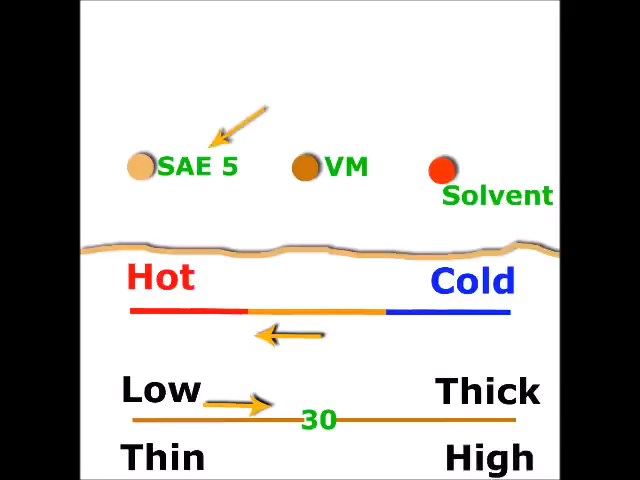 SAE 5 VM
Solvent
Hot Cold
Low Thick
30
Thin High